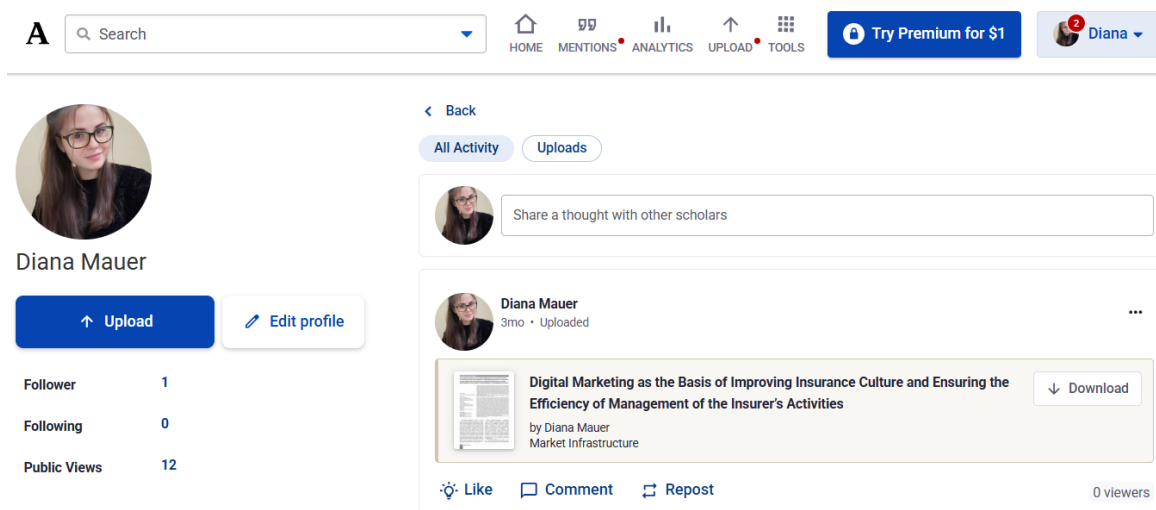 A
Search
HOME
MENTIONS
ANALYTICS
UPLOAD
TOOLS
Try Premium for $1
2
Diana
Diana Mauer
Upload
Edit profile
Follower 1
Following 0
Public Views 12
Back
All Activity
Uploads
Share a thought with other scholars
Diana Mauer
3mo • Uploaded
Digital Marketing as the Basis of Improving Insurance Culture and Ensuring the
Efficiency of Management of the Insurer's Activities
by Diana Mauer
Market Infrastructure
Download
Like
Comment
Repost
0 viewers